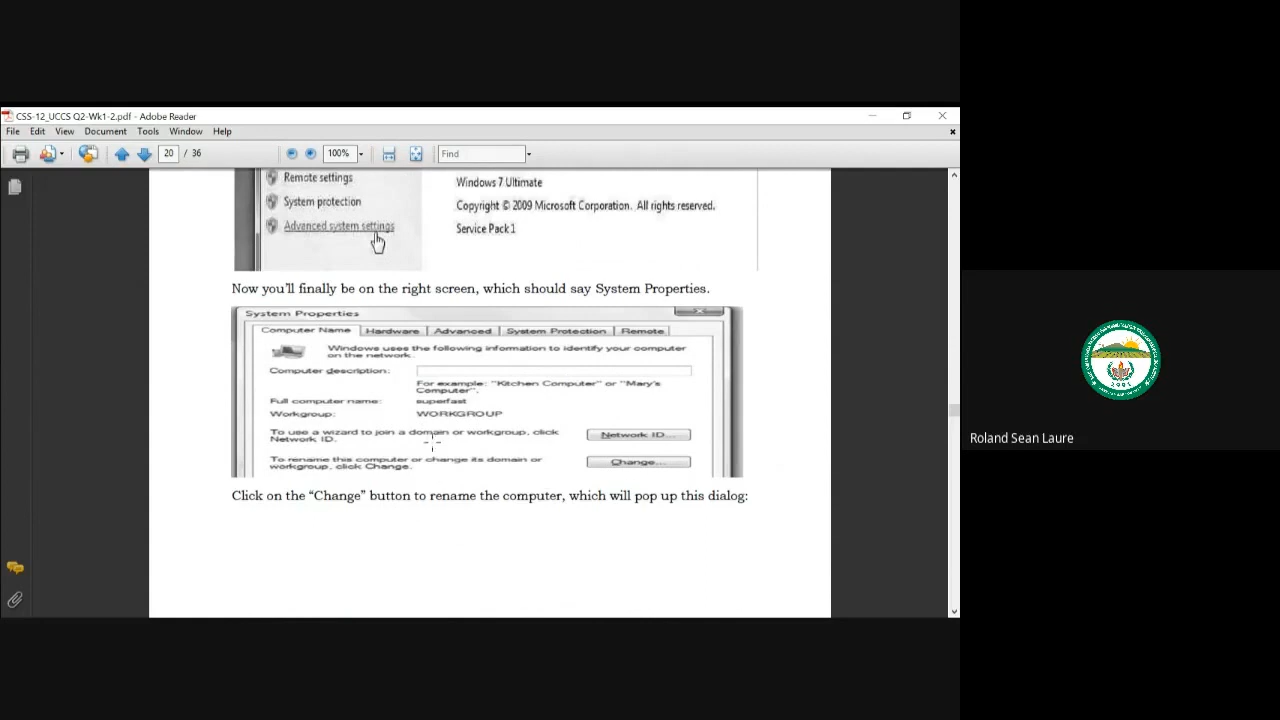 CSS-12_UCCS Q2-Wk1-2.pdf - Adobe Reader
File Edit View Document Tools Window Help
20 / 36 100% Find
Remote settings
System protection
Advanced system settings
Windows 7 Ultimate
Copyright © 2009 Microsoft Corporation. All rights reserved.
Service Pack 1
Now you'll finally be on the right screen, which should say System Properties.
System Properties
Computer Name Hardware Advanced System Protection Remote
Windows uses the following information to identify your computer
on the network.
Computer description:
For example: "Kitchen Computer" or "Mary's
Computer".
Full computer name: superfast
Workgroup: WORKGROUP
To use a wizard to join a domain or workgroup, click
Network ID.
Network ID...
To rename this computer or change its domain or
workgroup, click Change.
Change...
Click on the “Change” button to rename the computer, which will pop up this dialog:
Roland Sean Laure